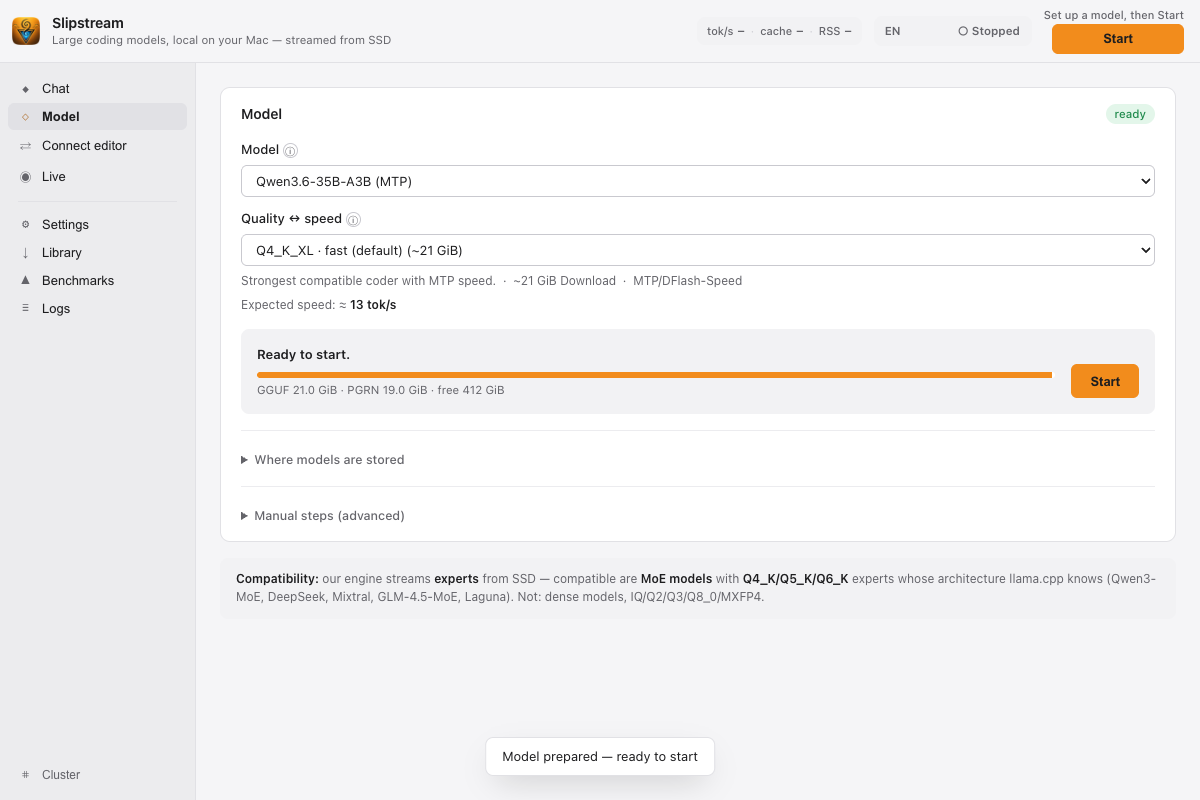 Slipstream
Large coding models, local on your Mac — streamed from SSD
tok/s – · cache – · RSS –
EN
Stopped
Set up a model, then Start
Start
Chat
Model
Connect editor
Live
Settings
Library
Benchmarks
Logs
Cluster
Model
ready
Model
Qwen3.6-35B-A3B (MTP)
Quality ↔ speed
Q4_K_XL · fast (default) (~21 GiB)
Strongest compatible coder with MTP speed. · ~21 GiB Download · MTP/DFlash-Speed
Expected speed: ≈ 13 tok/s
Ready to start.
GGUF 21.0 GiB · PGRN 19.0 GiB · free 412 GiB
Start
Where models are stored
Manual steps (advanced)
Compatibility: our engine streams experts from SSD — compatible are MoE models with Q4_K/Q5_K/Q6_K experts whose architecture llama.cpp knows (Qwen3-
MoE, DeepSeek, Mixtral, GLM-4.5-MoE, Laguna). Not: dense models, IQ/Q2/Q3/Q8_0/MXFP4.
Model prepared — ready to start